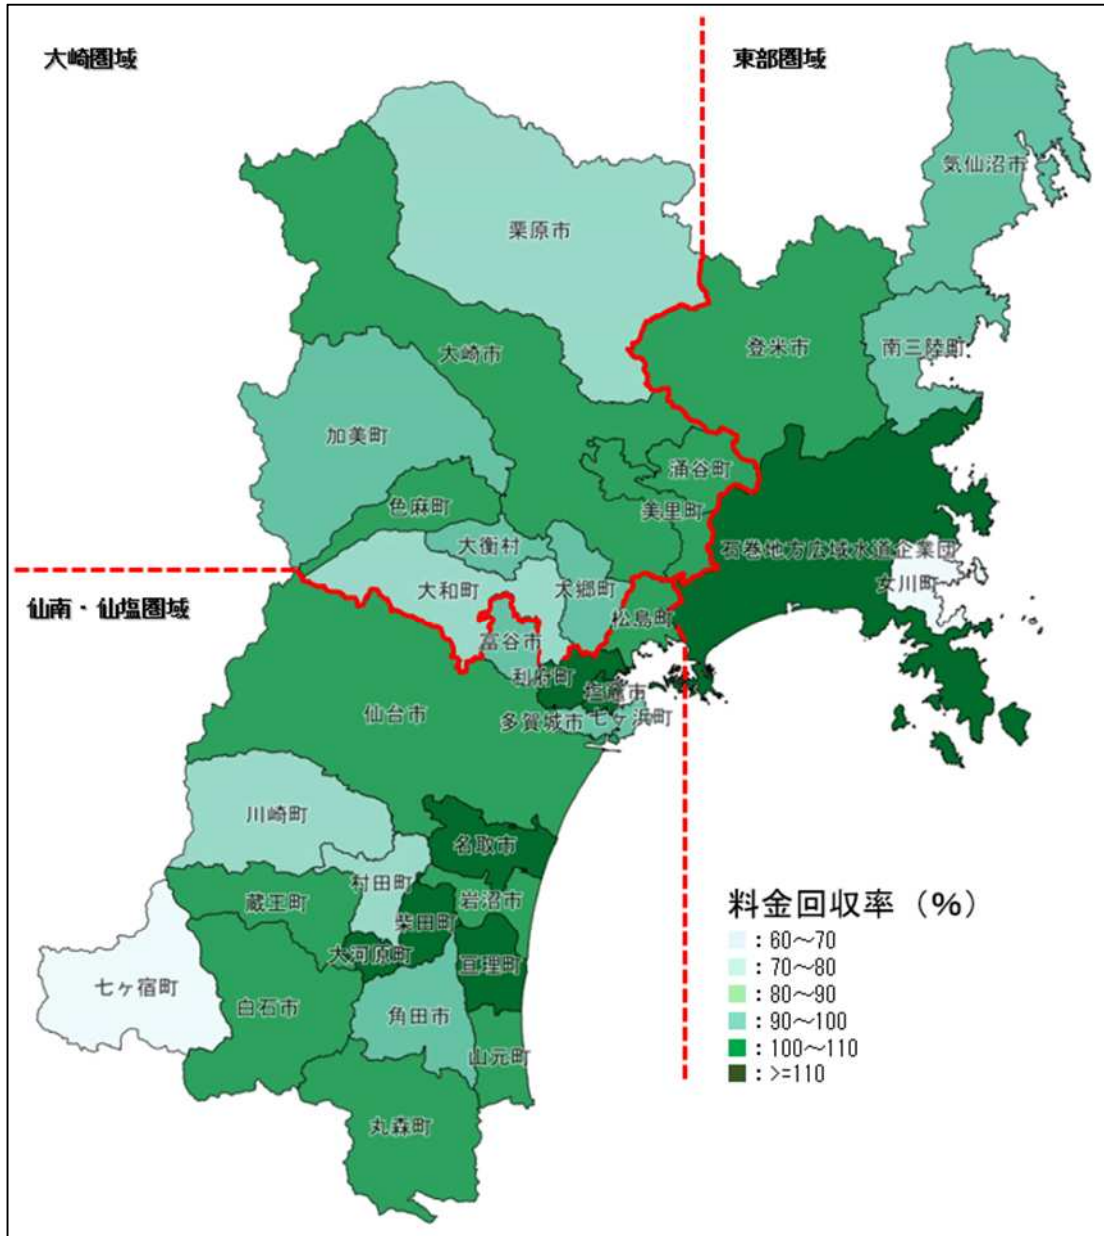 大崎圏域
東部圏域
気仙沼市
栗原市
大崎市
登米市
南三陸町
加美町
涌谷町
色麻町
美里町
大衡村
石巻地方広域水道企業団
女川町
大和町
大郷町
仙南・仙塩圏域
松島町
富谷市
利府町
塩竈市
仙台市
多賀城市
七ヶ浜町
川崎町
名取市
村田町
岩沼市
蔵王町
柴田町
大河原町
亘理町
七ヶ宿町
白石市
角田市
山元町
丸森町
料金回収率（%）
：60～70
：70～80
：80～90
：90～100
：100～110
：>=110